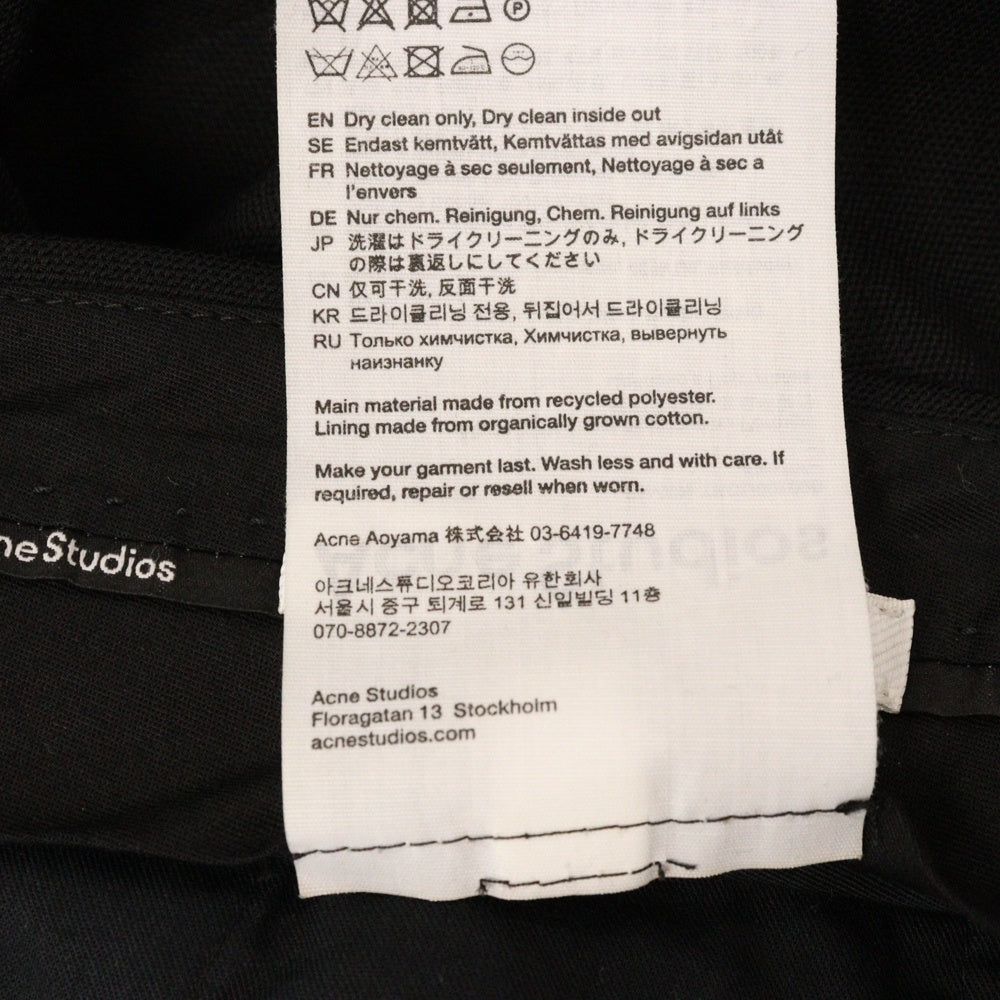 P
EN Dry clean only, Dry clean inside out
SE Endast kemtvätt, Kemtvättas med avigsidan utåt
FR Nettoyage à sec seulement, Nettoyage à sec a
l'envers
DE Nur chem. Reinigung, Chem. Reinigung auf links
JP 洗濯はドライクリーニングのみ, ドライクリーニング
の際は裏返しにしてください
CN 仅可干洗, 反面干洗
KR 드라이클리닝 전용, 뒤집어서 드라이클리닝
RU Только химчистка, Химчистка, вывернуть
наизнанку
Main material made from recycled polyester.
Lining made from organically grown cotton.
Make your garment last. Wash less and with care. If
required, repair or resell when worn.
Acne Aoyama 株式会社 03-6419-7748
아크네스튜디오코리아 유한회사
서울시 중구 퇴계로 131 신일빌딩 11층
070-8872-2307
Acne Studios
Floragatan 13 Stockholm
acnestudios.com
ne Studios